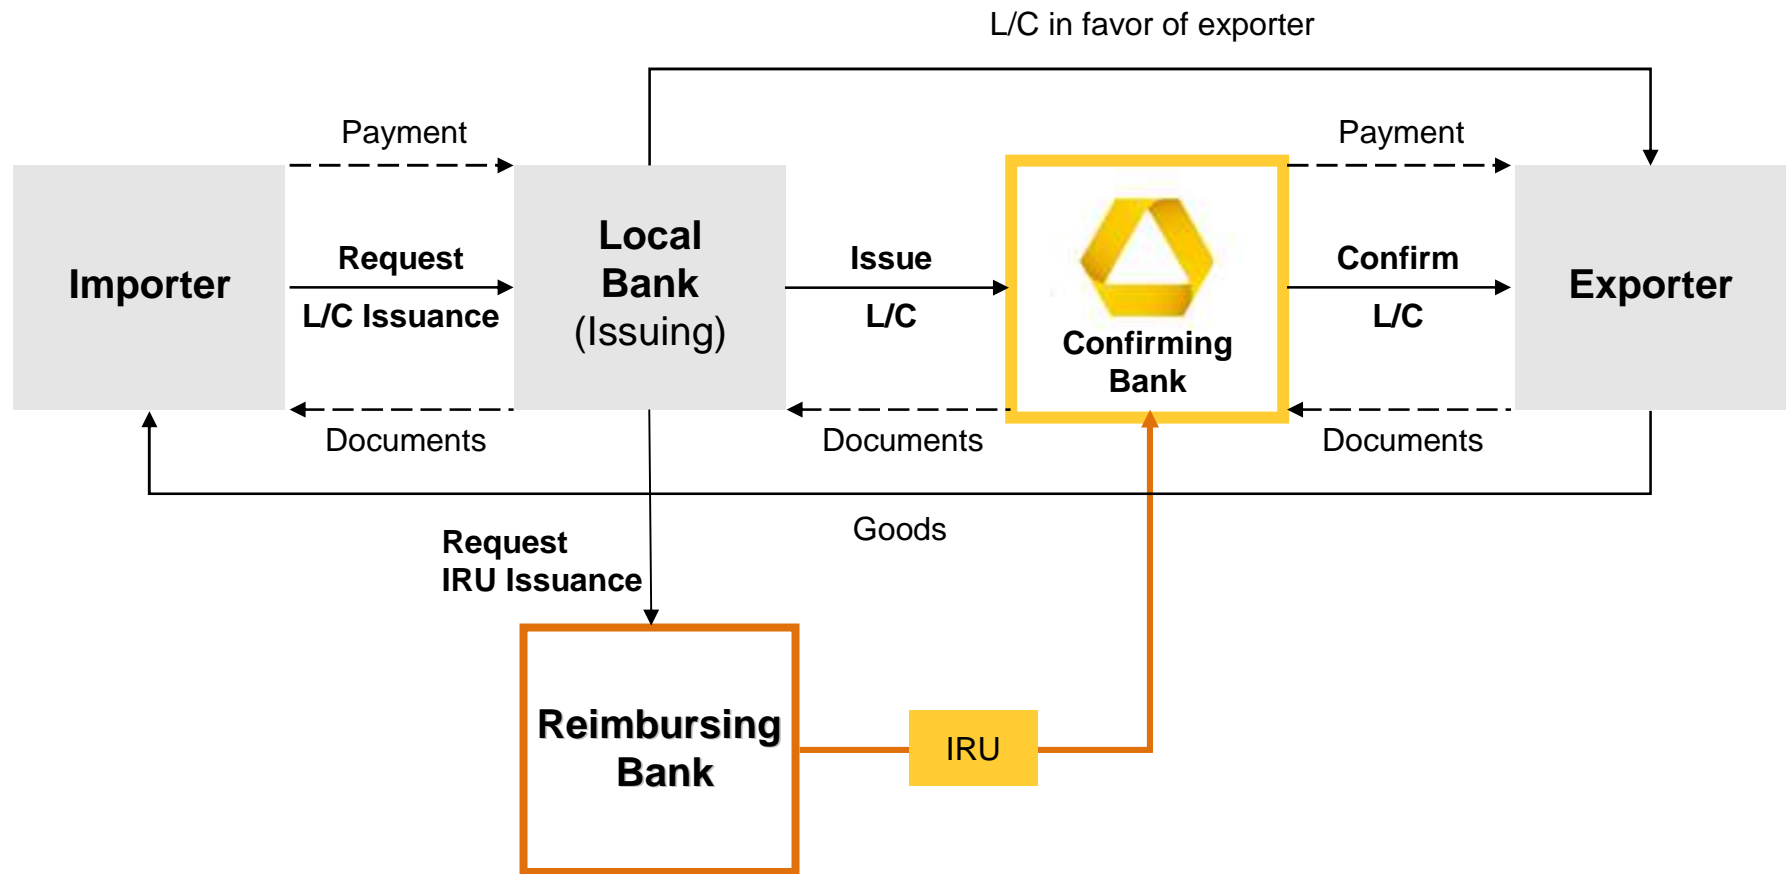 L/C in favor of exporter
Payment
Payment
Importer
Request
L/C Issuance
Local
Bank
(Issuing)
Issue
L/C
Confirming
Bank
Confirm
L/C
Exporter
Documents
Documents
Documents
Goods
Request
IRU Issuance
Reimbursing
Bank
IRU